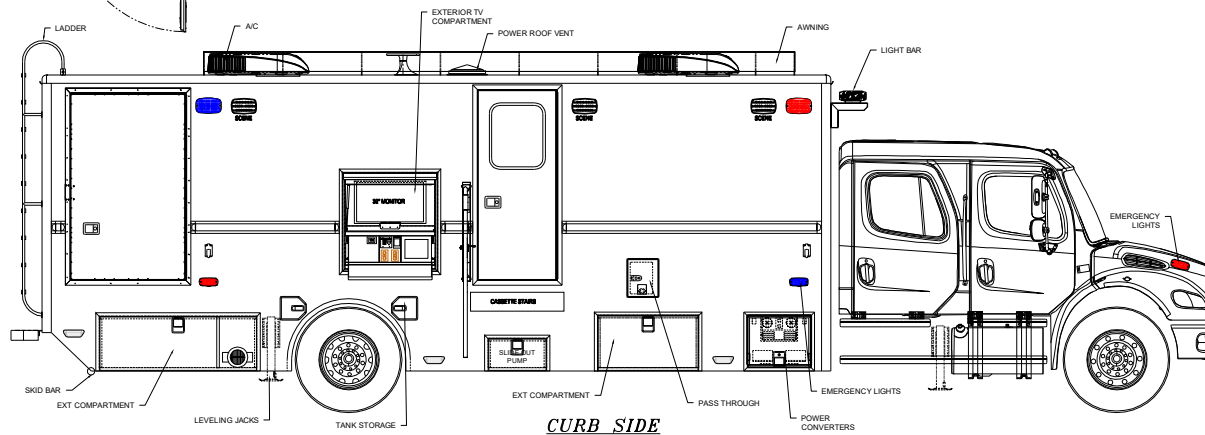 EXTERIOR TV
COMPARTMENT
LADDER
A/C
POWER ROOF VENT
AWNING
LIGHT BAR
SCENE
SCENE
SCENE
32" MONITOR
EMERGENCY
LIGHTS
CASSETTE STAIRS
SLIDE OUT
PUMP
SKID BAR
EXT COMPARTMENT
LEVELING JACKS
TANK STORAGE
EXT COMPARTMENT
PASS THROUGH
EMERGENCY LIGHTS
POWER
CONVERTERS
CURB SIDE